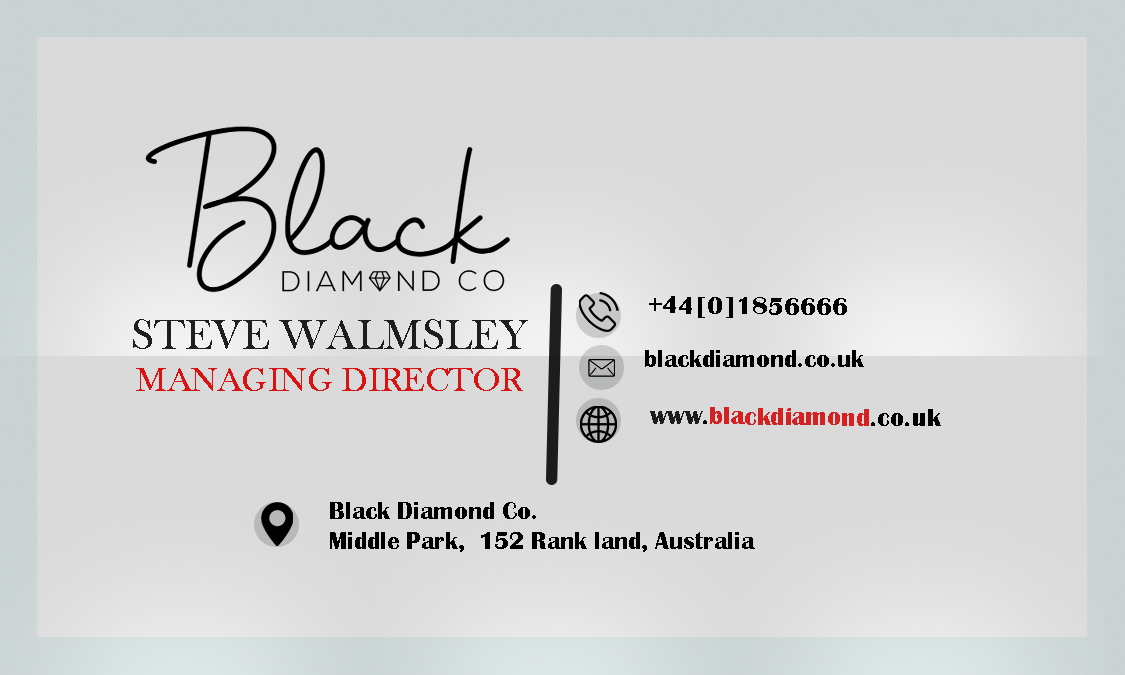 Black
DIAMOND CO
STEVE WALMSLEY
MANAGING DIRECTOR
+44[0]1856666
blackdiamond.co.uk
www.blackdiamond.co.uk
Black Diamond Co.
Middle Park,  152 Rank land, Australia